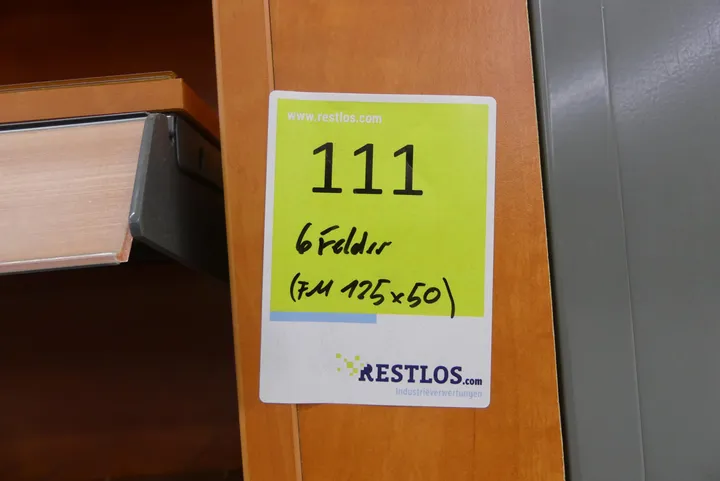 www.restlos.com
111
6 Felder
(FM 125x50)
RESTLOS.com
industrieverwertungen